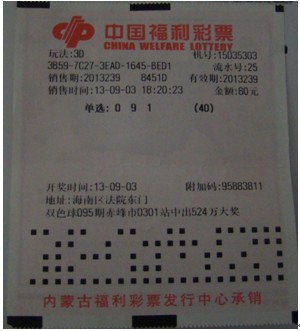 中国福利彩票
CHINA WELFARE LOTTERY
玩法:3D 机号:15035303
3B59-7C27-3EAD-1645-BED1 流水号:25
销售期:2013239 8451D 有效期:2013239
销售时间:13-09-03 18:20:23 金额:80元
单选: 0 9 1 (40)
开奖时间:13-09-03 附加码:95883811
地址:海南区法院东门
双色球095期赤峰市0301站中出524万大奖
内蒙古福利彩票发行中心承销